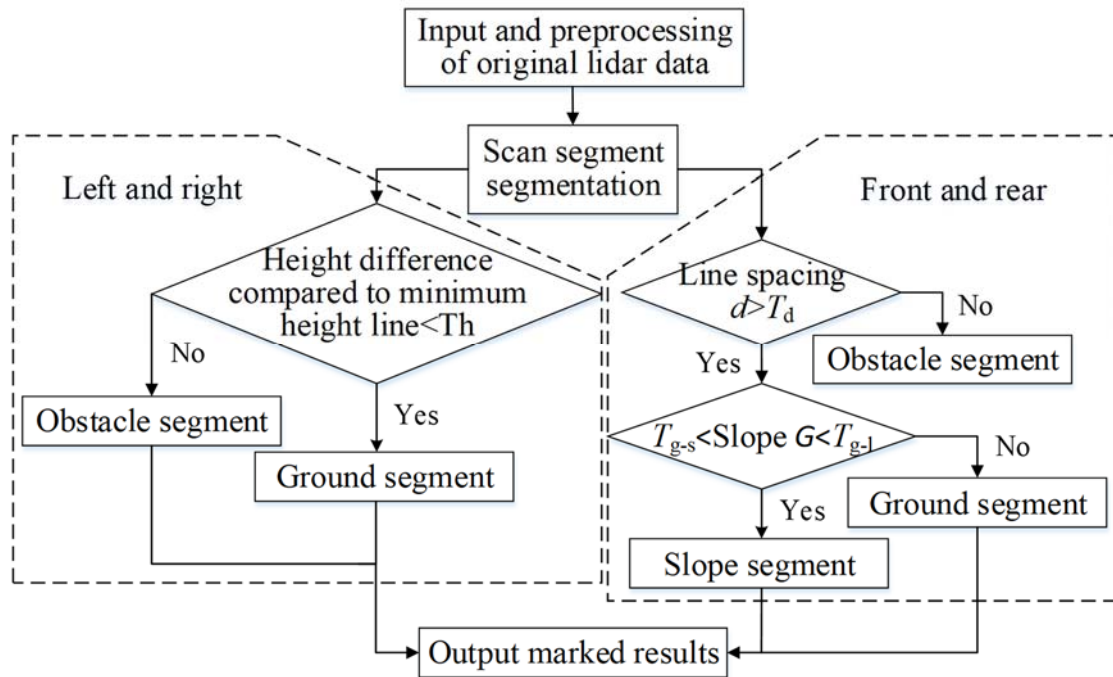 Input and preprocessing
of original lidar data
Scan segment
segmentation
Left and right
Front and rear
Height difference
compared to minimum
height line<Th
No
Yes
Obstacle segment
Ground segment
Line spacing
d>Td
No
Yes
Obstacle segment
Tg-s<Slope G<Tg-l
No
Yes
Ground segment
Slope segment
Output marked results